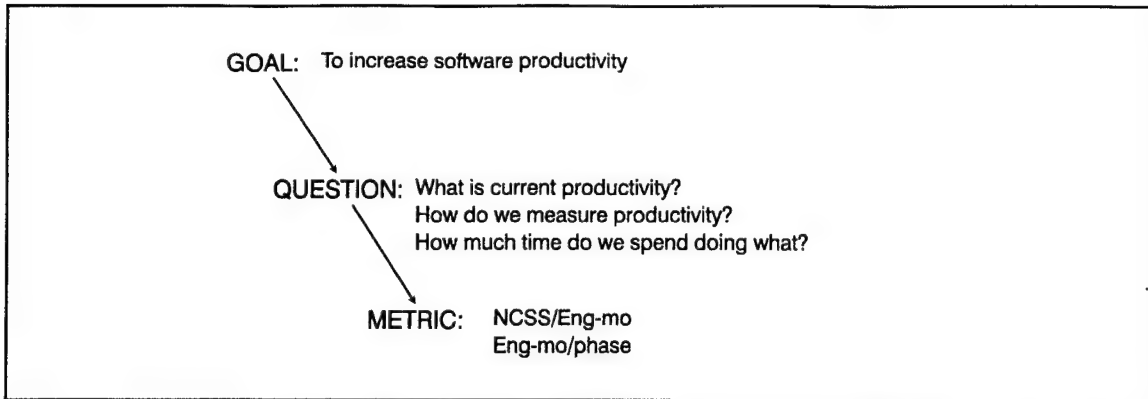 GOAL: To increase software productivity
QUESTION: What is current productivity?
How do we measure productivity?
How much time do we spend doing what?
METRIC: NCSS/Eng-mo
Eng-mo/phase